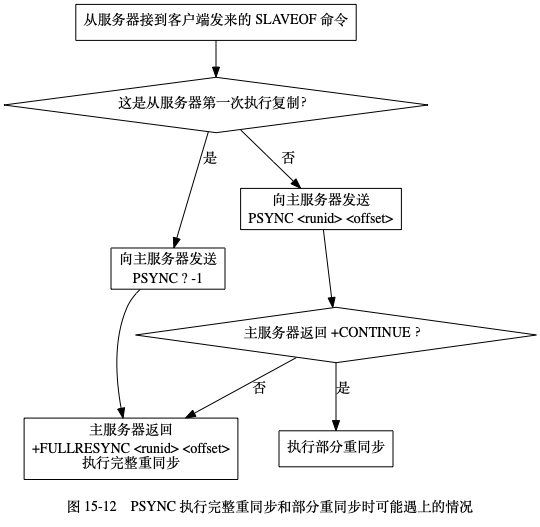 从服务器接到客户端发来的 SLAVEOF 命令
这是从服务器第一次执行复制?
是
否
向主服务器发送
PSYNC <runid> <offset>
向主服务器发送
PSYNC ? -1
主服务器返回 +CONTINUE ?
否
是
主服务器返回
+FULLRESYNC <runid> <offset>
执行完整重同步
执行部分重同步
图 15-12 PSYNC 执行完整重同步和部分重同步时可能遇上的情况